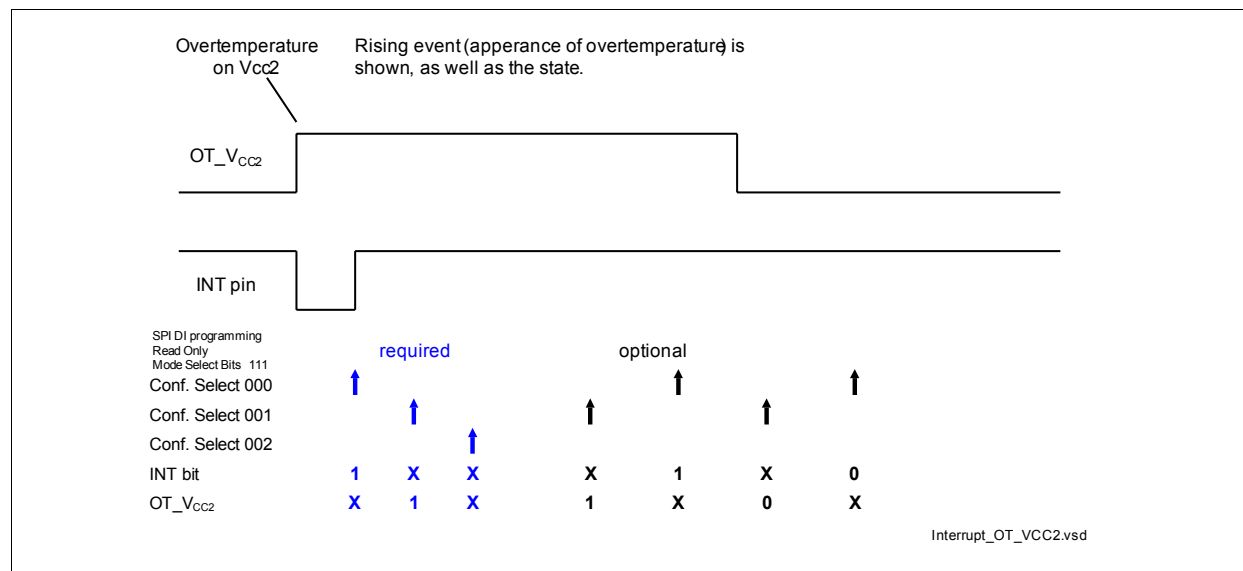 Overtemperature
on Vcc2
Rising event (apperance of overtemperature) is
shown, as well as the state.
OT_VCC2
INT pin
SPI DI programming
Read Only
Mode Select Bits 111
required
optional
Conf. Select 000
Conf. Select 001
Conf. Select 002
INT bit 1 X X X 1 X 0
OT_VCC2 X 1 X 1 X 0 X
Interrupt_OT_VCC2.vsd